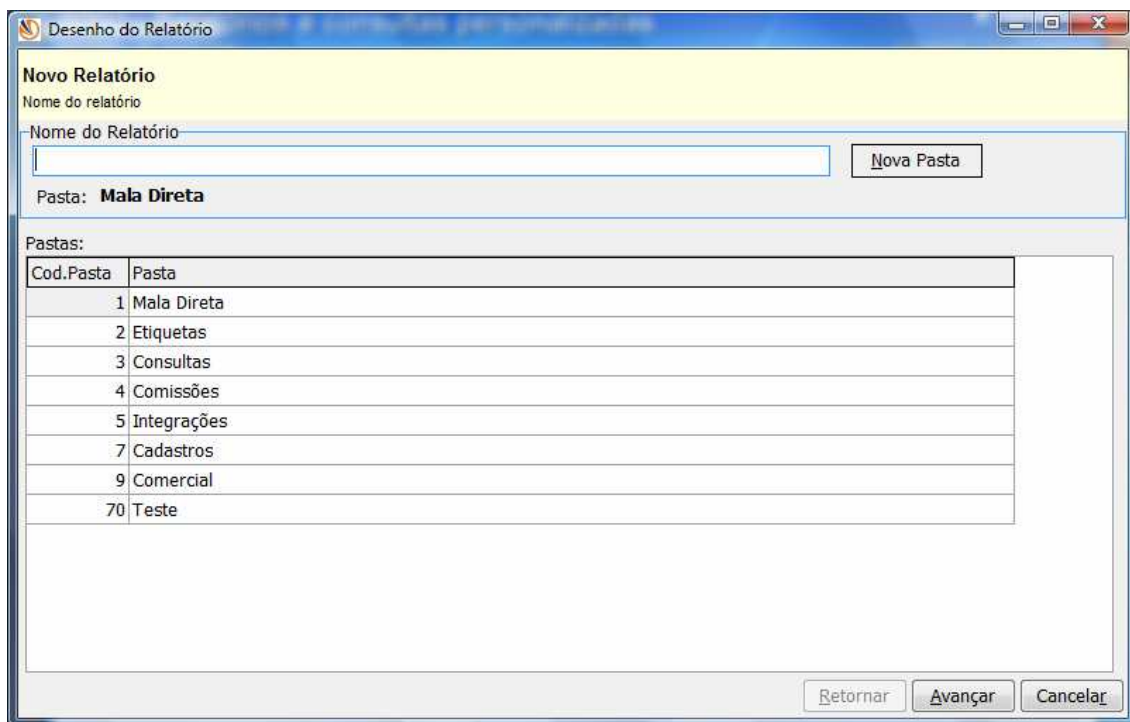 Desenho do Relatório
Novo Relatório
Nome do relatório
Nome do Relatório
Nova Pasta
Pasta: Mala Direta
Pastas:
Cod.Pasta Pasta
1 Mala Direta
2 Etiquetas
3 Consultas
4 Comissões
5 Integrações
7 Cadastros
9 Comercial
70 Teste
Retornar Avançar Cancelar